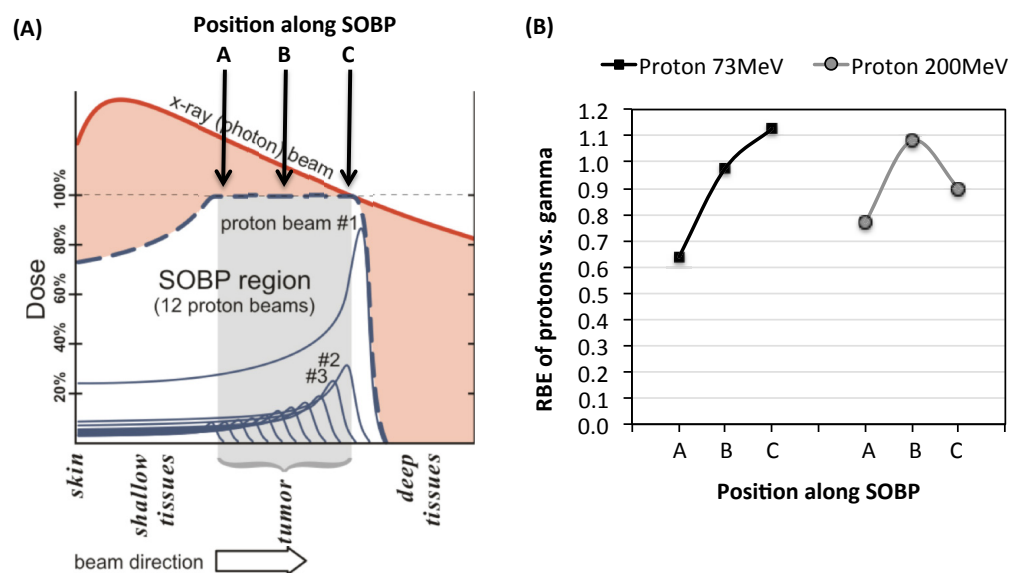 (A)
Position along SOBP
A B C
x-ray (photon) beam
100%
80%
60%
40%
20%
Dose
proton beam #1
SOBP region
(12 proton beams)
#2
#3
skin
shallow
tissues
tumor
deep
tissues
beam direction
(B)
Proton 73MeV Proton 200MeV
RBE of protons vs. gamma
1.2
1.1
1.0
0.9
0.8
0.7
0.6
0.5
0.4
0.3
0.2
0.1
0.0
A B C A B C
Position along SOBP